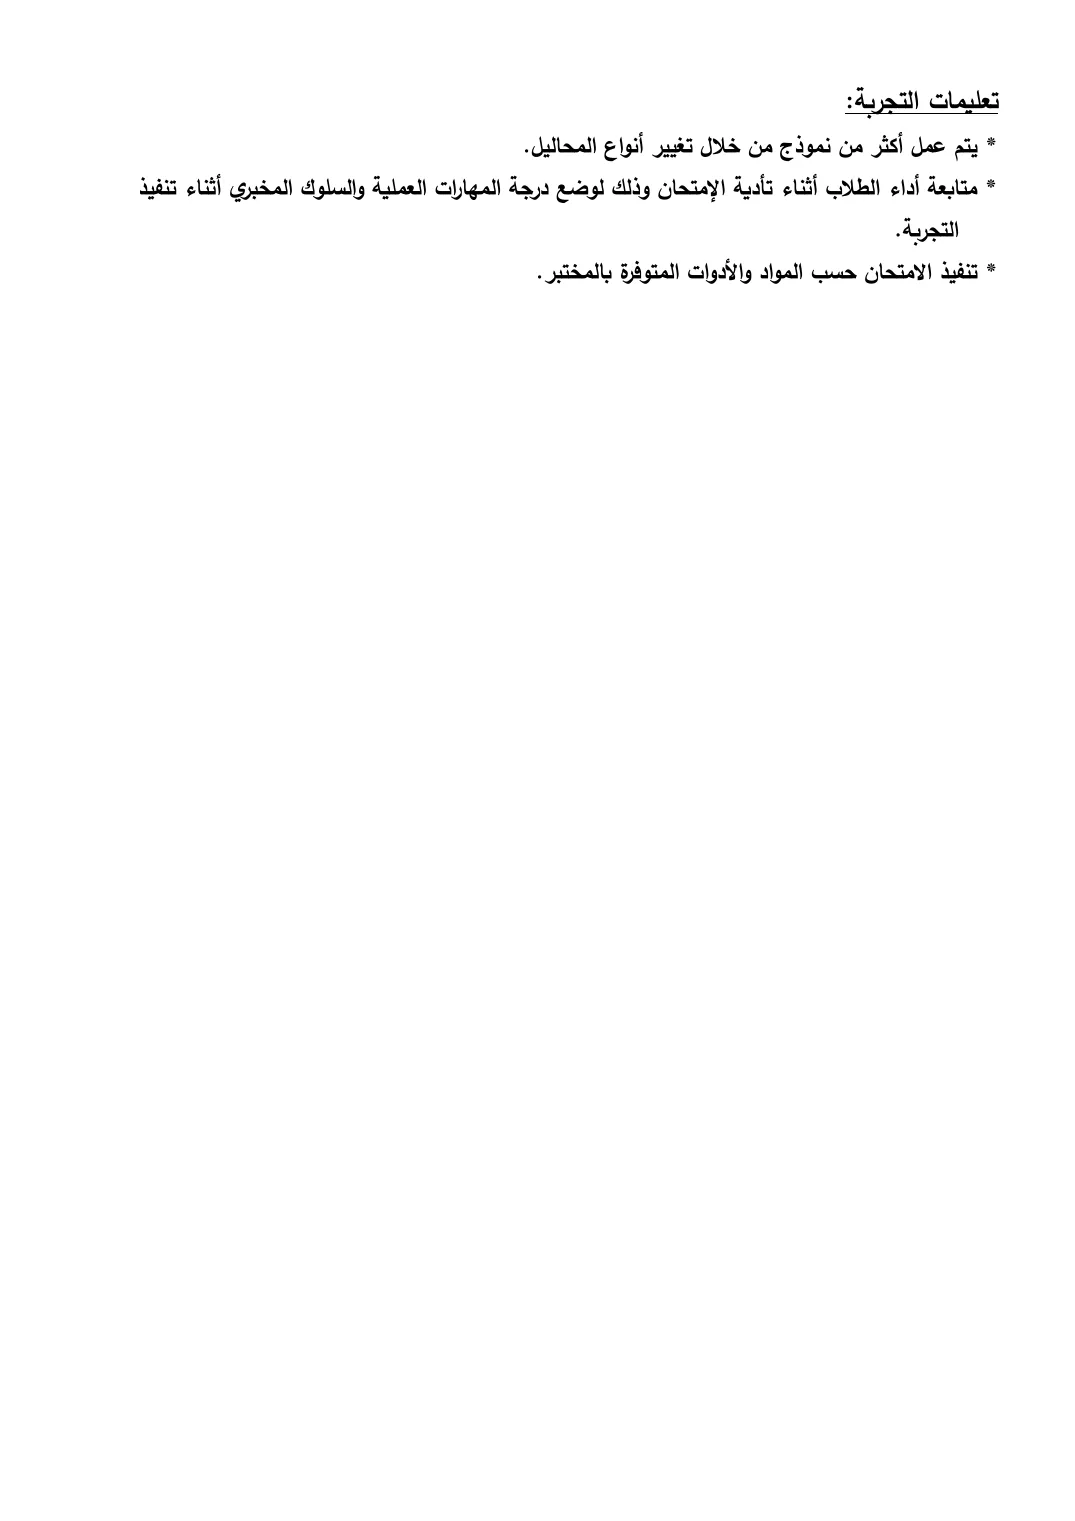 تعليمات التجربة:
* يتم عمل أكثر من نموذج من خلال تغيير أنواع المحاليل.
* متابعة أداء الطلاب أثناء تأدية الإمتحان وذلك لوضع درجة المهارات العملية والسلوك المخبري أثناء تنفيذ
التجربة.
* تنفيذ الامتحان حسب المواد والأدوات المتوفرة بالمختبر.